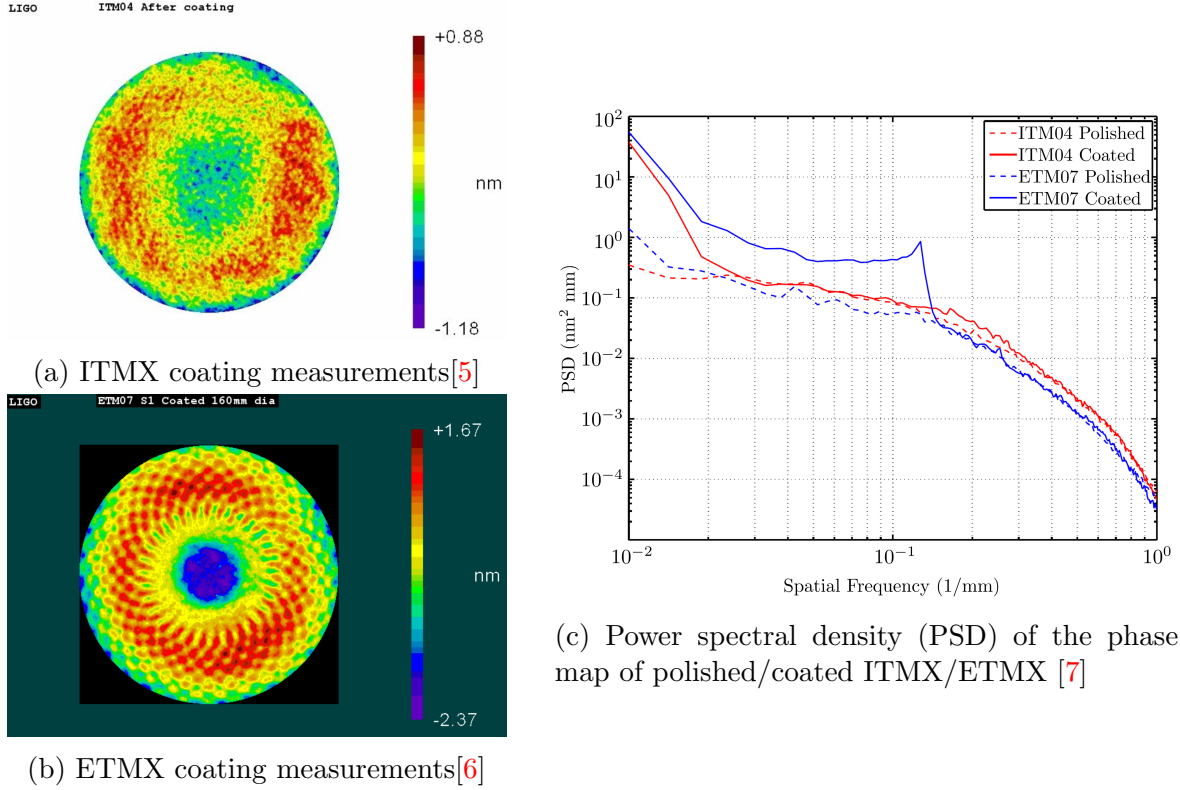 LIGO
ITM04 After coating
+0.88
nm
-1.18
(a) ITMX coating measurements[5]
LIGO
ETM07 S1 Coated 160mm dia
+1.67
nm
-2.37
(b) ETMX coating measurements[6]
10^2
10^1
10^0
10^−1
10^−2
10^−3
10^−4
PSD (nm^2 mm)
ITM04 Polished
ITM04 Coated
ETM07 Polished
ETM07 Coated
10^−2
10^−1
10^0
Spatial Frequency (1/mm)
(c) Power spectral density (PSD) of the phase
map of polished/coated ITMX/ETMX [7]